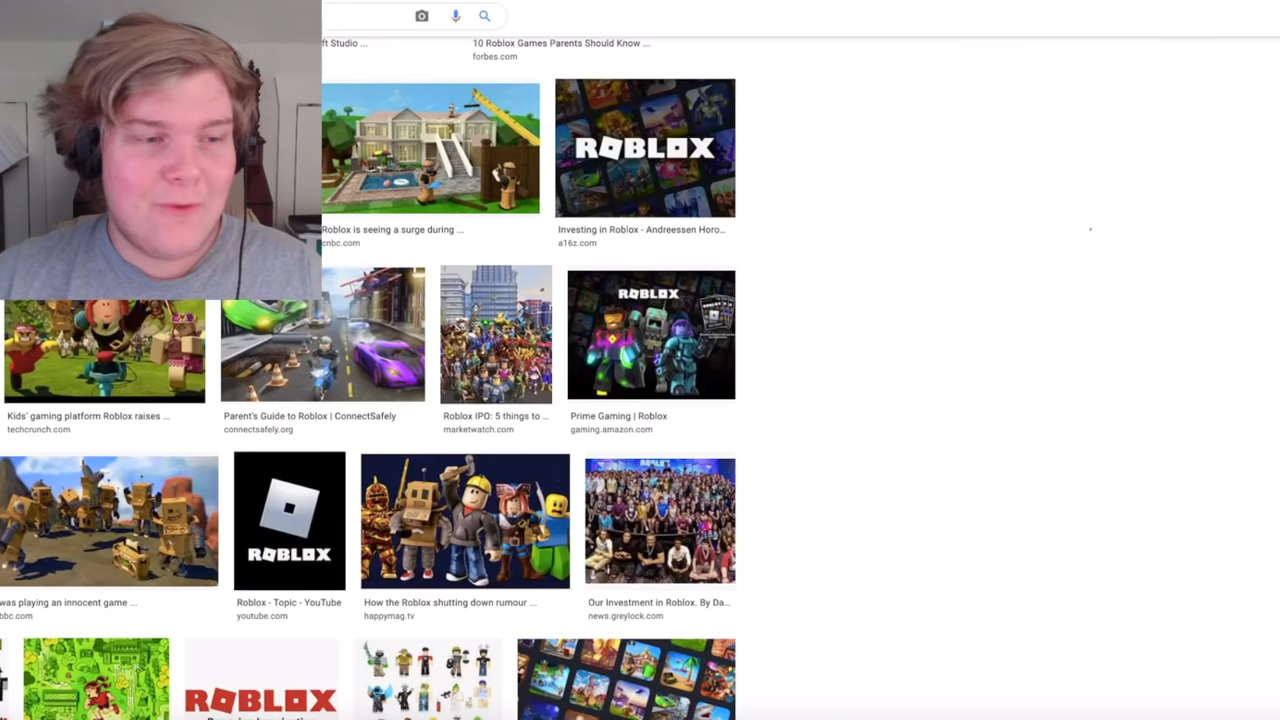 ft Studio ...
10 Roblox Games Parents Should Know ...
forbes.com
ROBLOX
Roblox is seeing a surge during ...
cnbc.com
Investing in Roblox - Andreessen Horo...
a16z.com
ROBLOX
Kids' gaming platform Roblox raises ...
techcrunch.com
Parent's Guide to Roblox | ConnectSafely
connectsafely.org
Roblox IPO: 5 things to ...
marketwatch.com
Prime Gaming | Roblox
gaming.amazon.com
ROBLOX
ROBLOX
was playing an innocent game ...
bbc.com
Roblox - Topic - YouTube
youtube.com
How the Roblox shutting down rumour ...
happymag.tv
Our Investment in Roblox. By Da...
news.greylock.com
ROBLOX